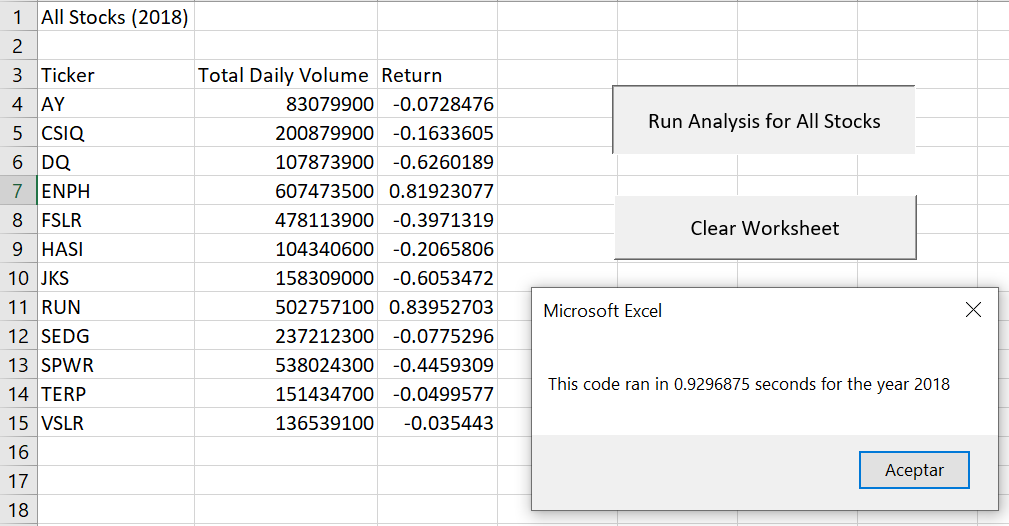 1 All Stocks (2018)
2
3 Ticker Total Daily Volume Return
4 AY 83079900 -0.0728476
5 CSIQ 200879900 -0.1633605
6 DQ 107873900 -0.6260189
7 ENPH 607473500 0.81923077
8 FSLR 478113900 -0.3971319
9 HASI 104340600 -0.2065806
10 JKS 158309000 -0.6053472
11 RUN 502757100 0.83952703
12 SEDG 237212300 -0.0775296
13 SPWR 538024300 -0.4459309
14 TERP 151434700 -0.0499577
15 VSLR 136539100 -0.035443
16
17
18
Run Analysis for All Stocks
Clear Worksheet
Microsoft Excel
This code ran in 0.9296875 seconds for the year 2018
Aceptar